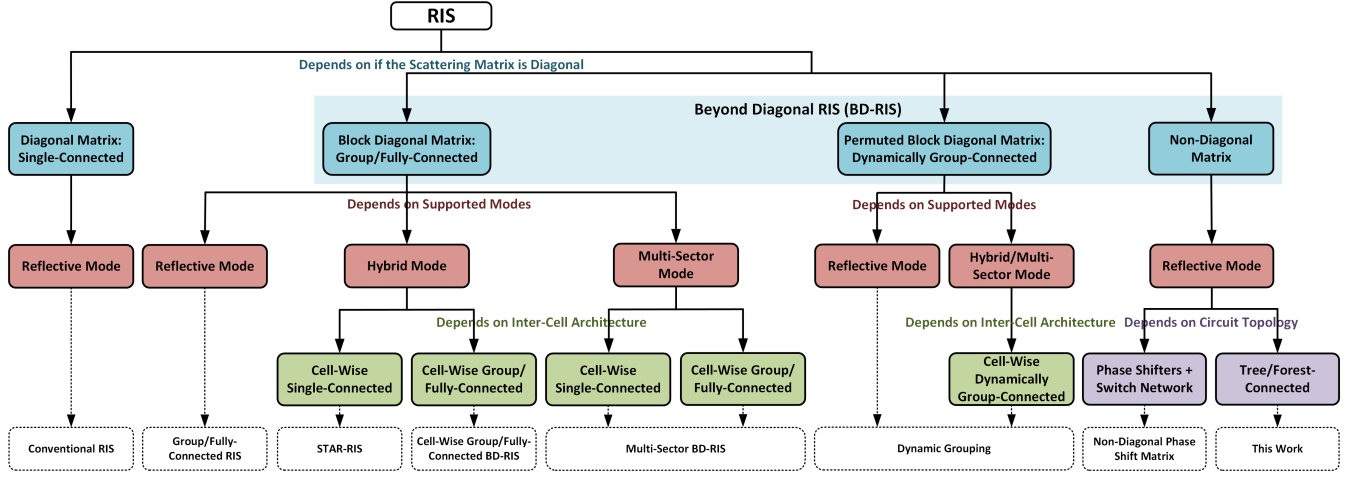 RIS
Depends on if the Scattering Matrix is Diagonal
Beyond Diagonal RIS (BD-RIS)
Diagonal Matrix:
Single-Connected
Block Diagonal Matrix:
Group/Fully-Connected
Permuted Block Diagonal Matrix:
Dynamically Group-Connected
Non-Diagonal
Matrix
Depends on Supported Modes
Depends on Supported Modes
Reflective Mode
Reflective Mode
Hybrid Mode
Multi-Sector
Mode
Reflective Mode
Hybrid/Multi-
Sector Mode
Reflective Mode
Depends on Inter-Cell Architecture
Depends on Inter-Cell Architecture
Depends on Circuit Topology
Cell-Wise
Single-Connected
Cell-Wise Group/
Fully-Connected
Cell-Wise
Single-Connected
Cell-Wise Group/
Fully-Connected
Cell-Wise
Dynamically
Group-Connected
Phase Shifters +
Switch Network
Tree/Forest-
Connected
Conventional RIS
Group/Fully-
Connected RIS
STAR-RIS
Cell-Wise Group/Fully-
Connected BD-RIS
Multi-Sector BD-RIS
Dynamic Grouping
Non-Diagonal Phase
Shift Matrix
This Work